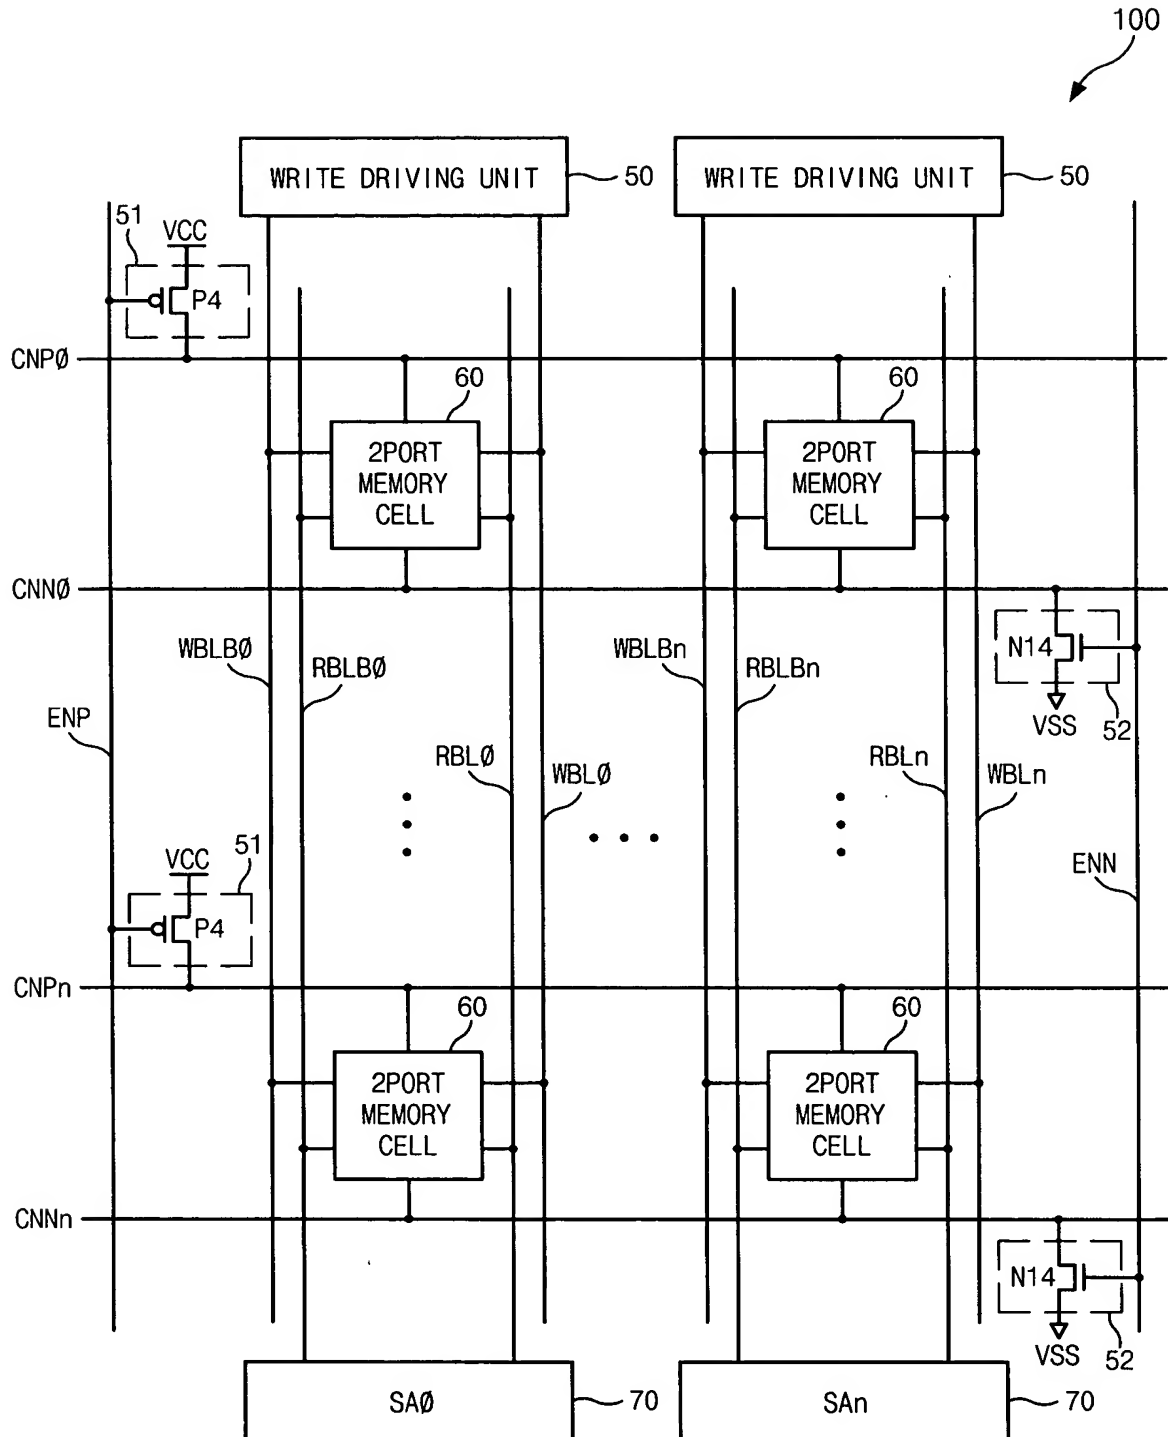 100
WRITE DRIVING UNIT
50
WRITE DRIVING UNIT
50
51
VCC
P4
CNPØ
60
2PORT
MEMORY
CELL
60
2PORT
MEMORY
CELL
CNNØ
WBLBØ
RBLBØ
WBLBn
RBLBn
N14
VSS
52
ENP
RBLØ
WBLØ
RBLn
WBLn
ENN
51
VCC
P4
CNPn
60
2PORT
MEMORY
CELL
60
2PORT
MEMORY
CELL
CNNn
N14
VSS
52
SAØ
70
SAn
70